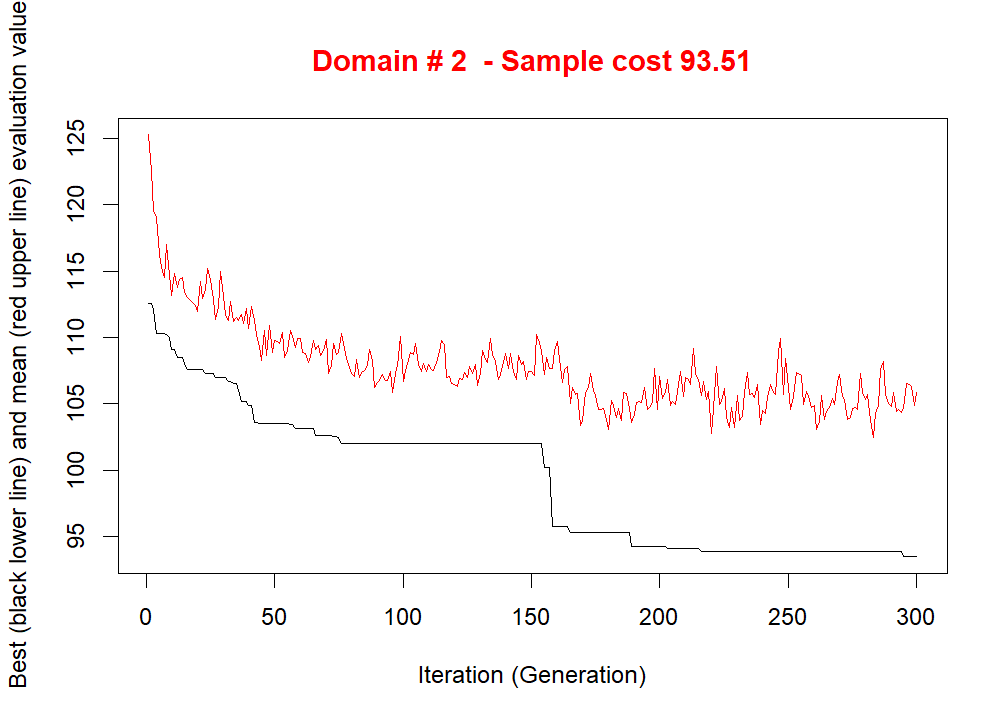 Domain # 2  - Sample cost 93.51
Best (black lower line) and mean (red upper line) evaluation value
125
120
115
110
105
100
95
0 50 100 150 200 250 300
Iteration (Generation)